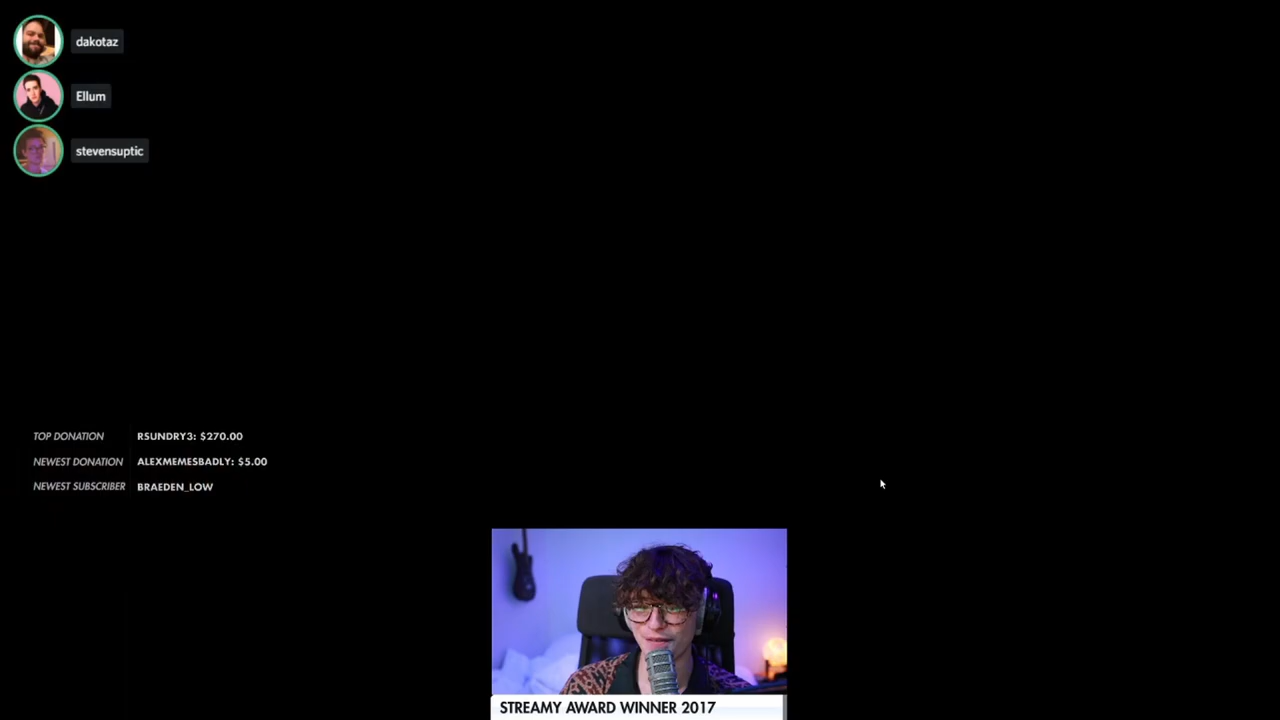 dakotaz
Ellum
stevensuptic
TOP DONATION RSUNDRY3: $270.00
NEWEST DONATION ALEXMEMESBADLY: $5.00
NEWEST SUBSCRIBER BRAEDEN_LOW
STREAMY AWARD WINNER 2017